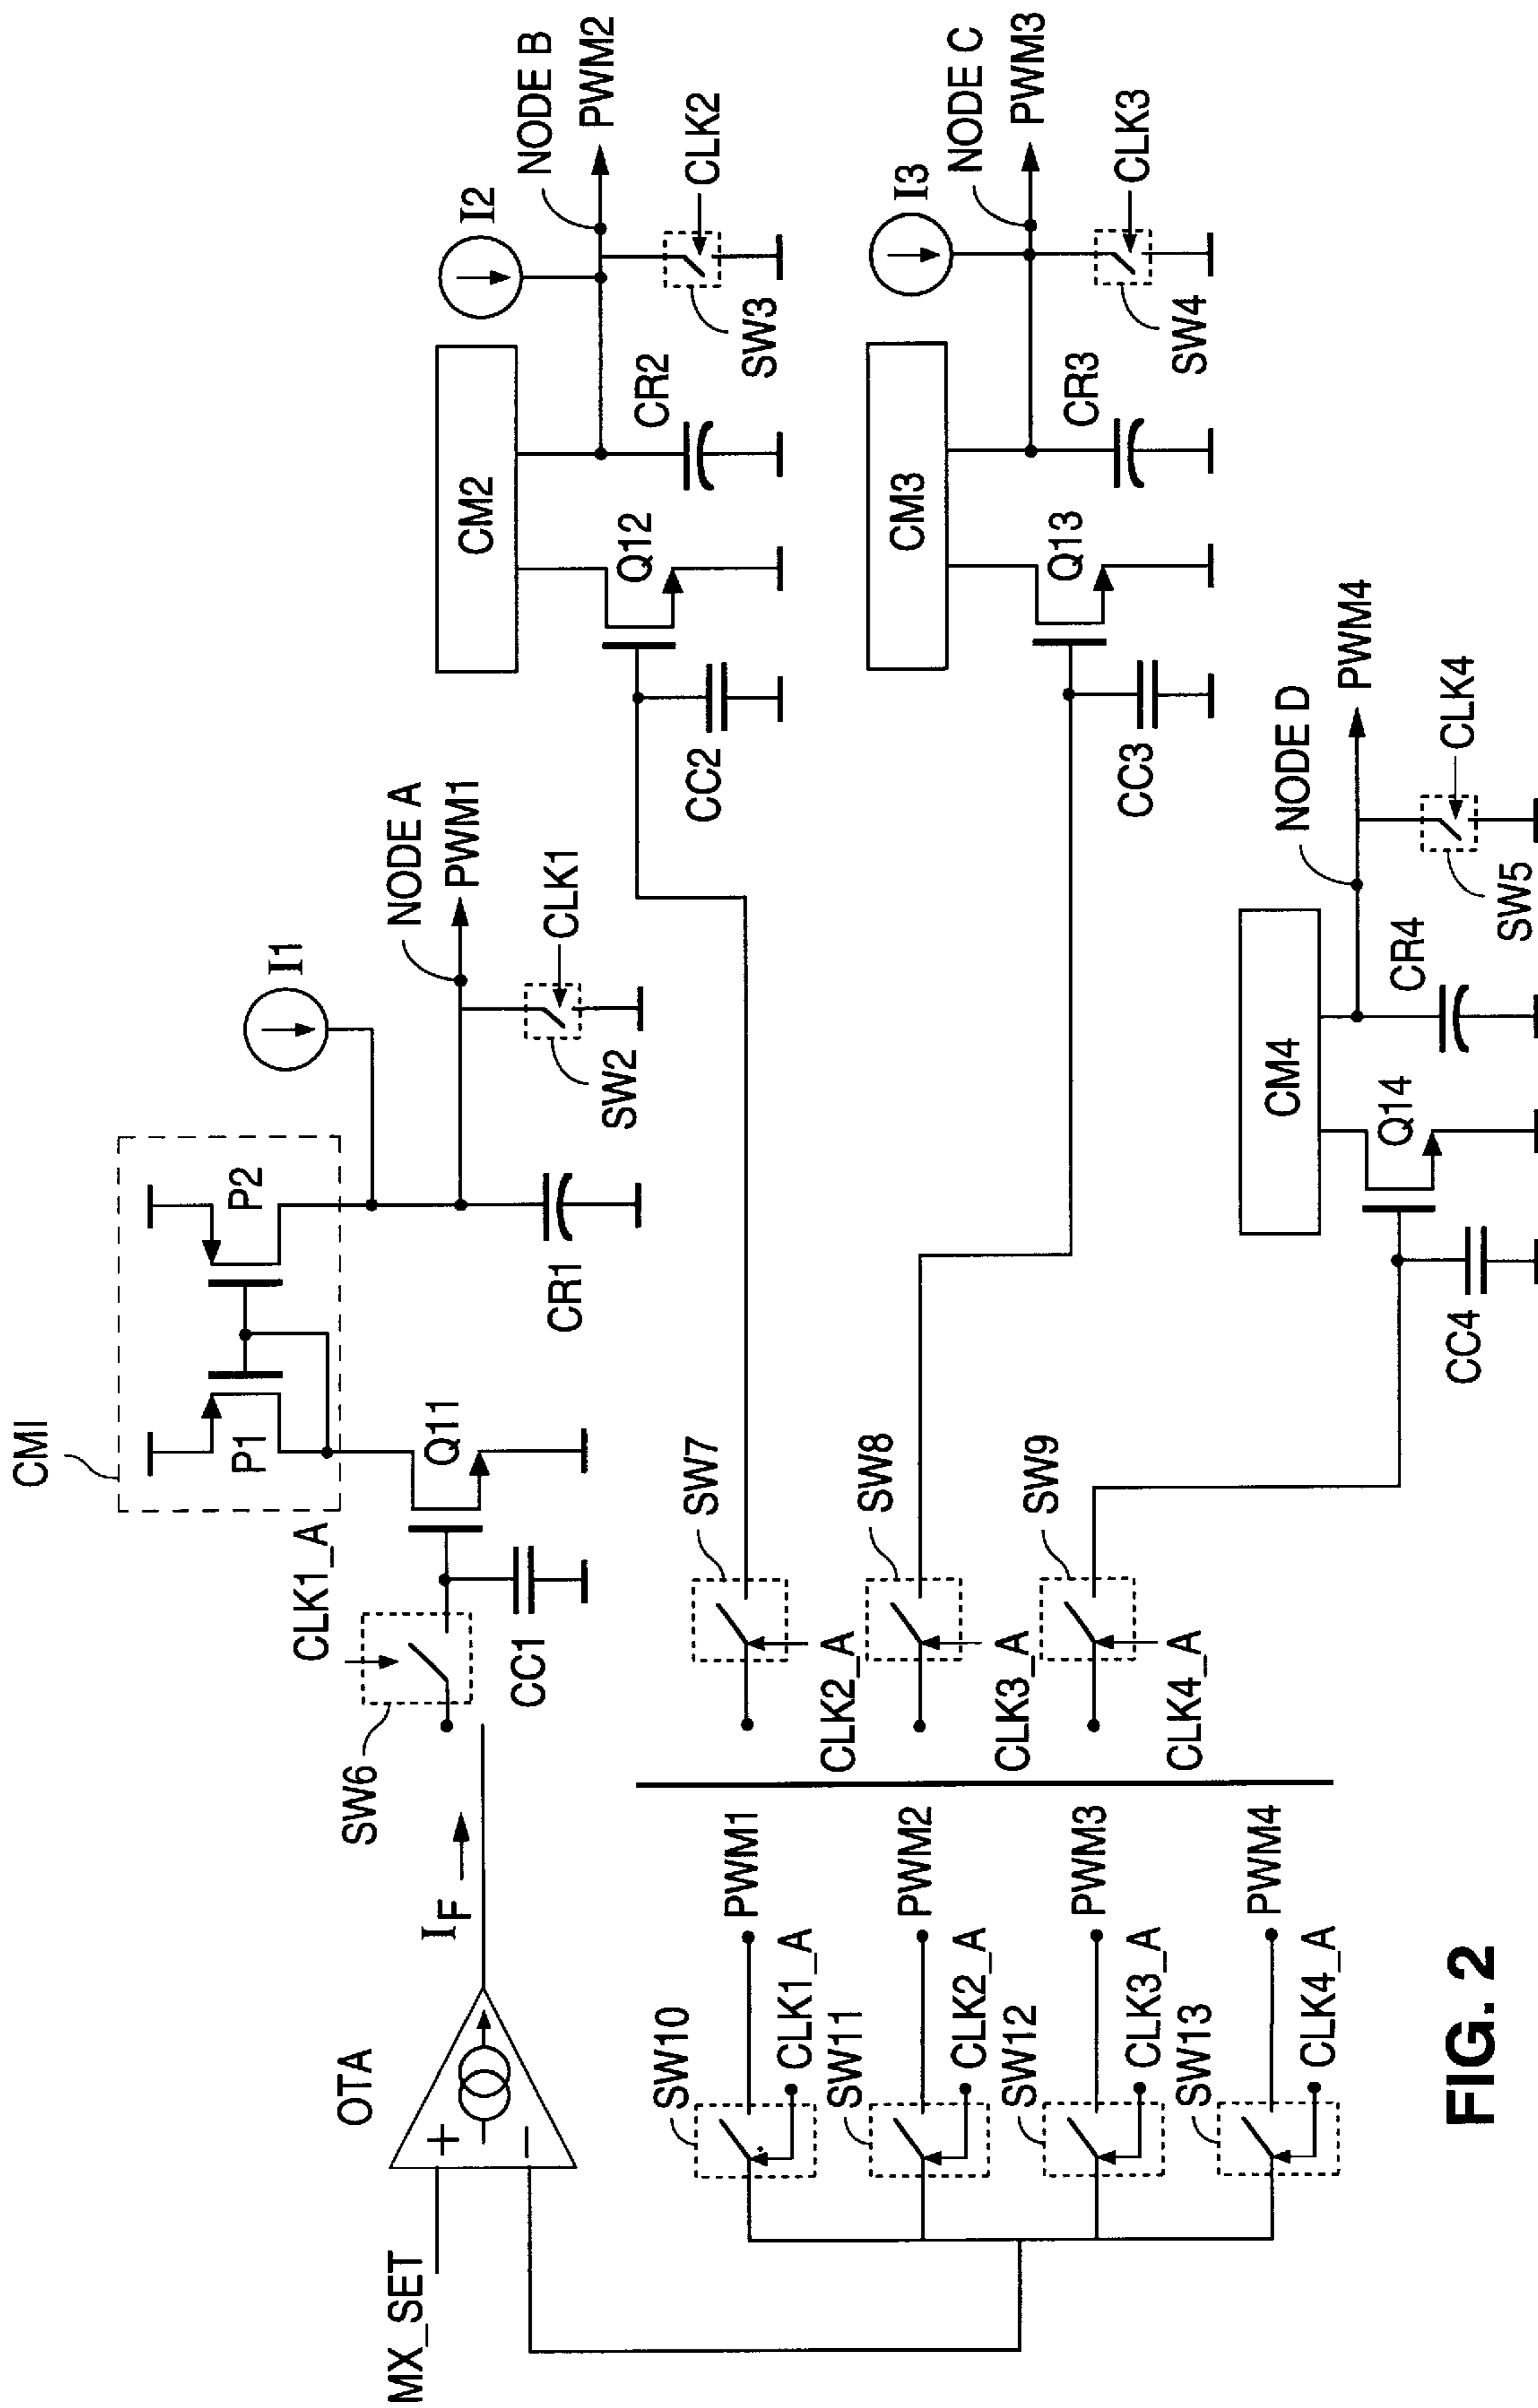 CMI
P1
P2
I1
NODE A
PWM1
CLK1_A
Q11
CR1
SW2
CLK1
SW6
CC1
I2
NODE B
PWM2
CM2
Q12
CR2
SW3
CLK2
CC2
I3
NODE C
PWM3
CM3
Q13
CR3
SW4
CLK3
CC3
NODE D
PWM4
CM4
Q14
CR4
SW5
CLK4
CC4
SW7
CLK2_A
SW8
CLK3_A
SW9
CLK4_A
OTA
IF
MX_SET
+
−
SW10
PWM1
CLK1_A
SW11
PWM2
CLK2_A
SW12
PWM3
CLK3_A
SW13
PWM4
CLK4_A
FIG. 2